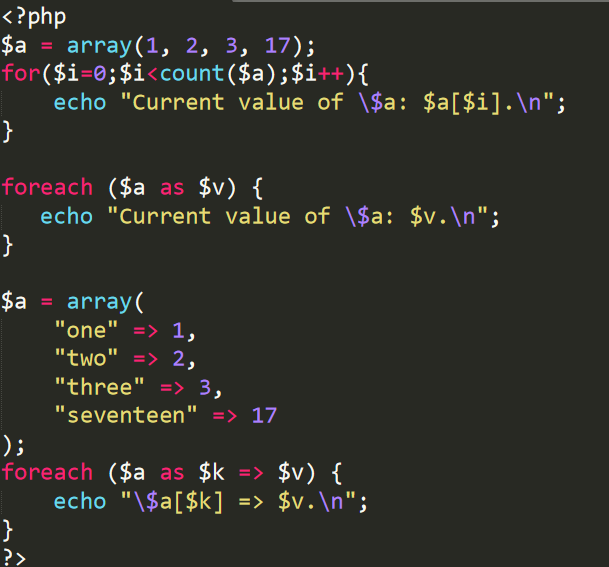 <?php
$a = array(1, 2, 3, 17);
for($i=0;$i<count($a);$i++){
    echo "Current value of \$a: $a[$i].\n";
}

foreach ($a as $v) {
   echo "Current value of \$a: $v.\n";
}

$a = array(
    "one" => 1,
    "two" => 2,
    "three" => 3,
    "seventeen" => 17
);
foreach ($a as $k => $v) {
    echo "\$a[$k] => $v.\n";
}
?>